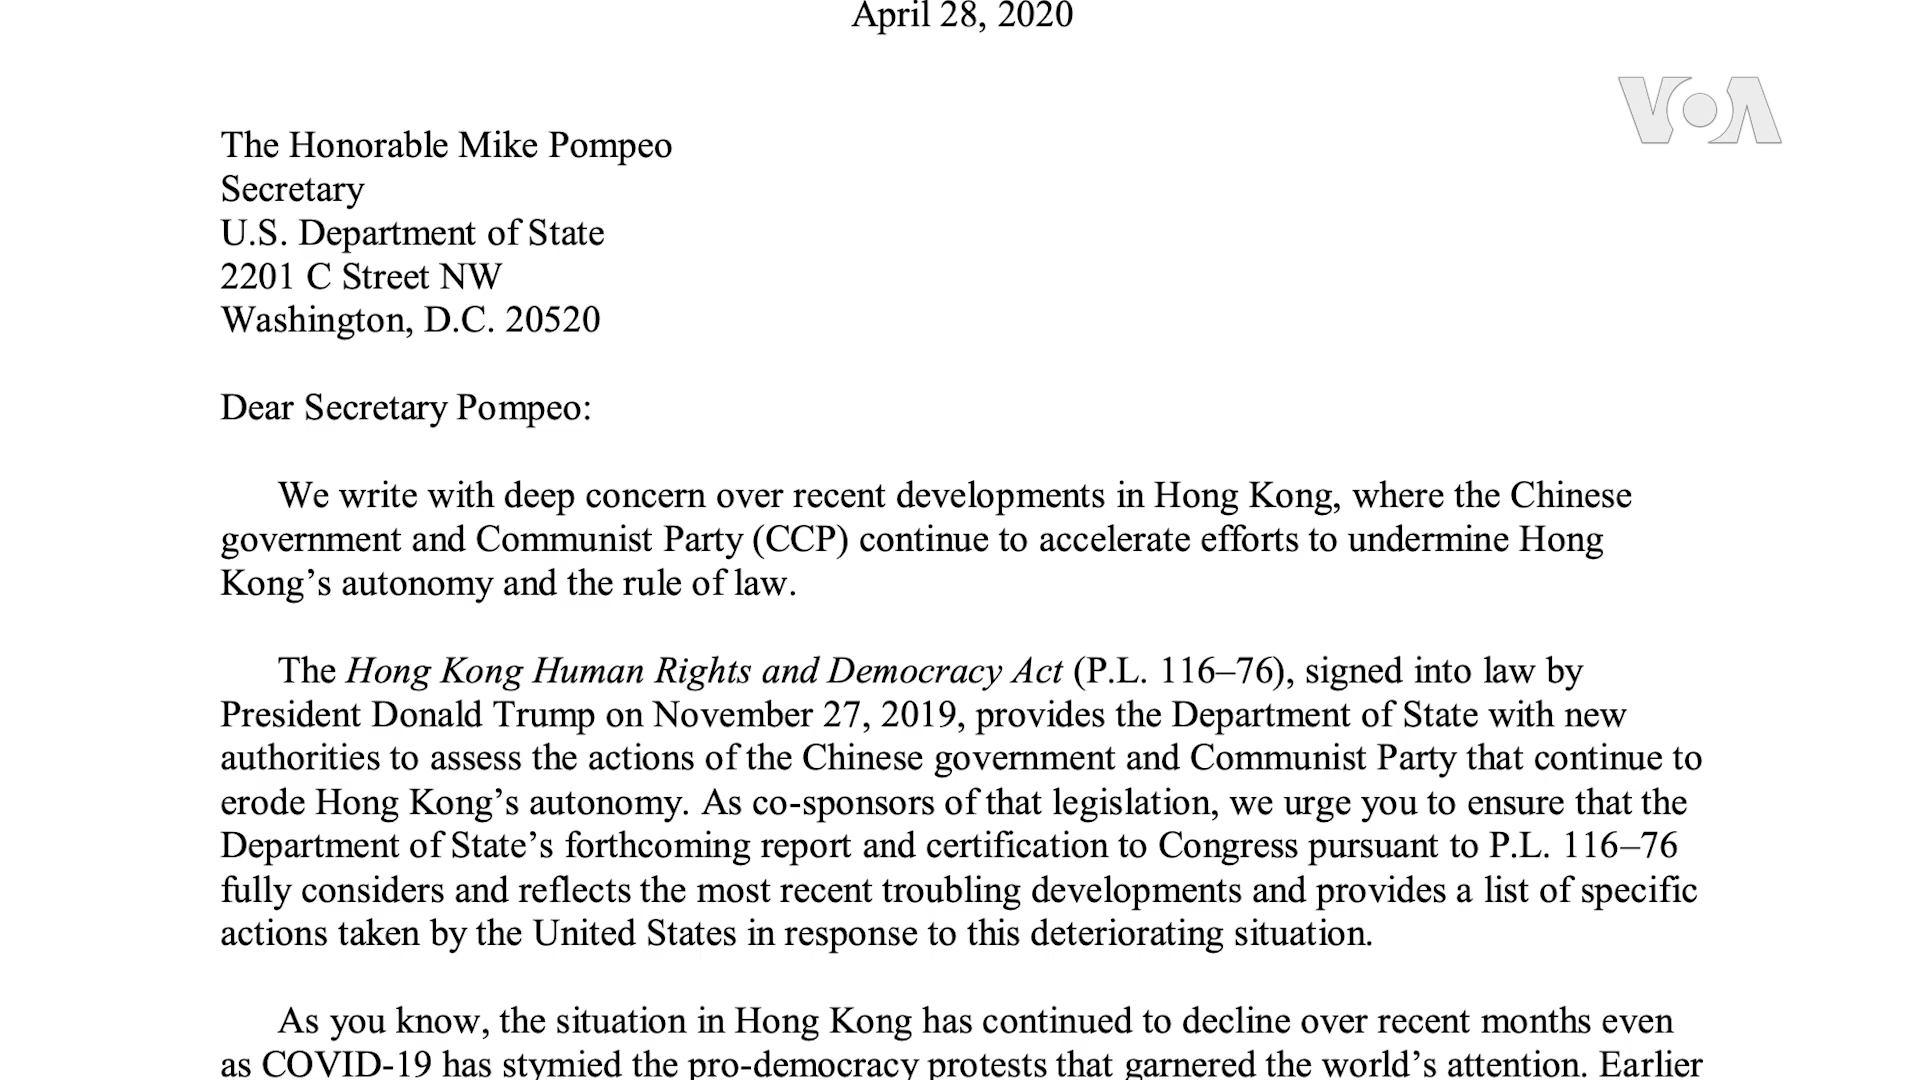 April 28, 2020
VOA
The Honorable Mike Pompeo
Secretary
U.S. Department of State
2201 C Street NW
Washington, D.C. 20520
Dear Secretary Pompeo:
We write with deep concern over recent developments in Hong Kong, where the Chinese
government and Communist Party (CCP) continue to accelerate efforts to undermine Hong
Kong’s autonomy and the rule of law.
The Hong Kong Human Rights and Democracy Act (P.L. 116–76), signed into law by
President Donald Trump on November 27, 2019, provides the Department of State with new
authorities to assess the actions of the Chinese government and Communist Party that continue to
erode Hong Kong’s autonomy. As co-sponsors of that legislation, we urge you to ensure that the
Department of State’s forthcoming report and certification to Congress pursuant to P.L. 116–76
fully considers and reflects the most recent troubling developments and provides a list of specific
actions taken by the United States in response to this deteriorating situation.
As you know, the situation in Hong Kong has continued to decline over recent months even
as COVID-19 has stymied the pro-democracy protests that garnered the world’s attention. Earlier